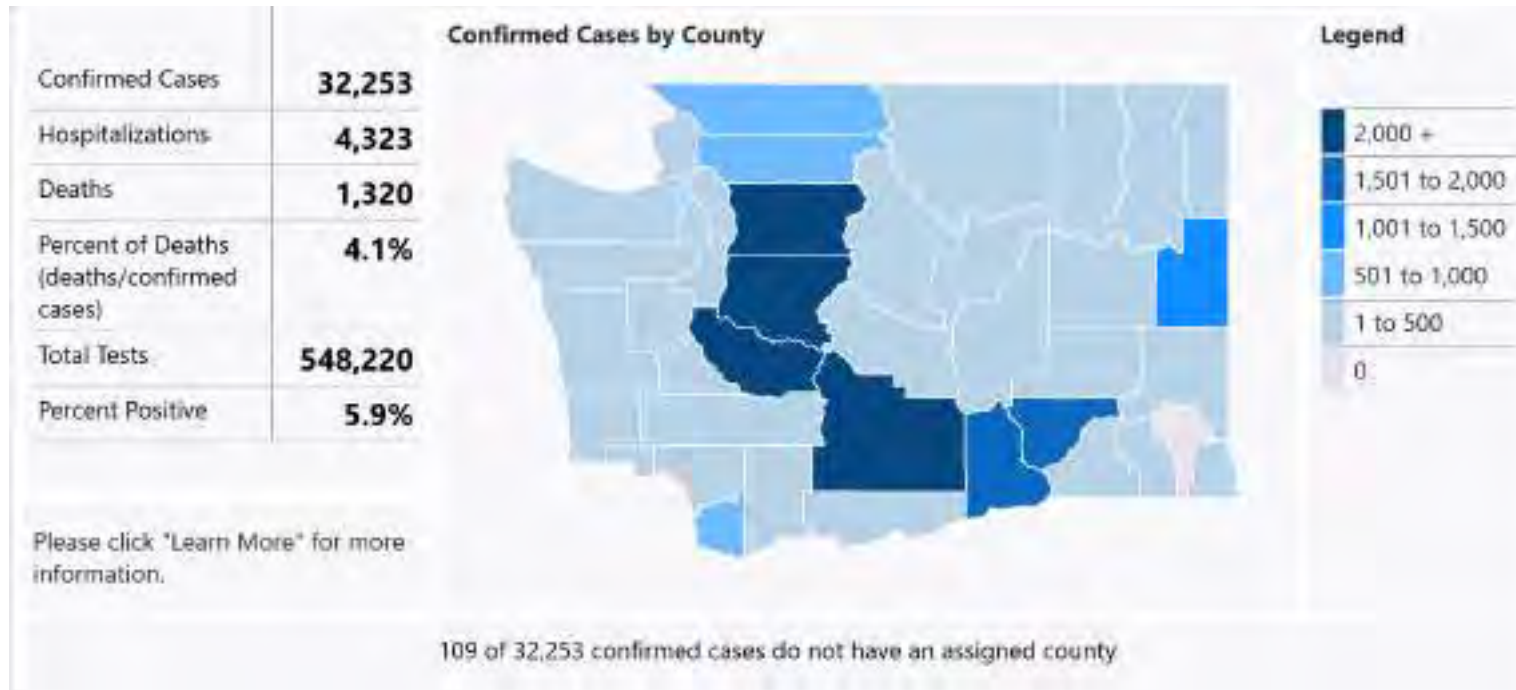 Confirmed Cases by County
Legend
Confirmed Cases 32,253
Hospitalizations 4,323
Deaths 1,320
Percent of Deaths 4.1%
(deaths/confirmed
cases)
Total Tests 548,220
Percent Positive 5.9%
Please click "Learn More" for more
information.
2,000 +
1,501 to 2,000
1,001 to 1,500
501 to 1,000
1 to 500
0
109 of 32,253 confirmed cases do not have an assigned county